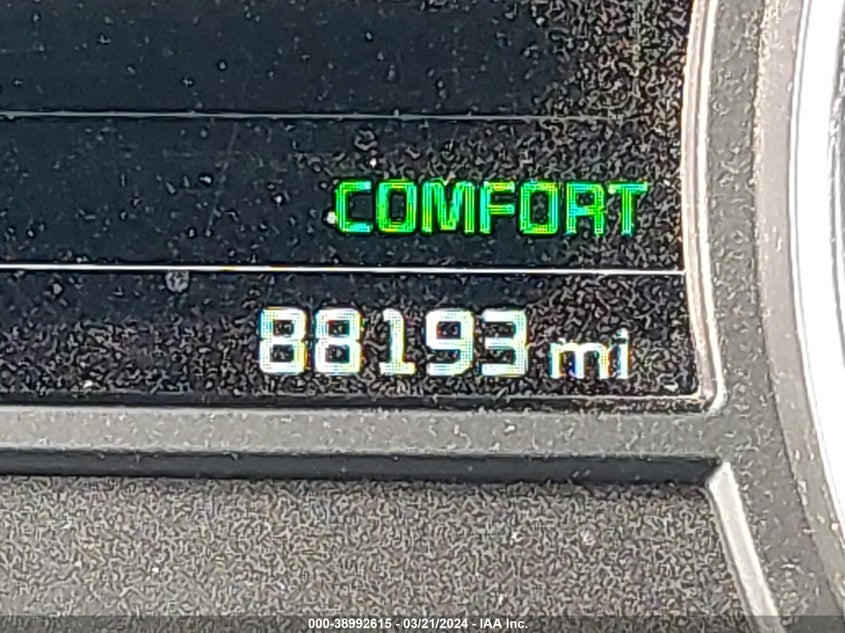 COMFORT
88193 mi
000-38992615 - 03/21/2024 - IAA Inc.